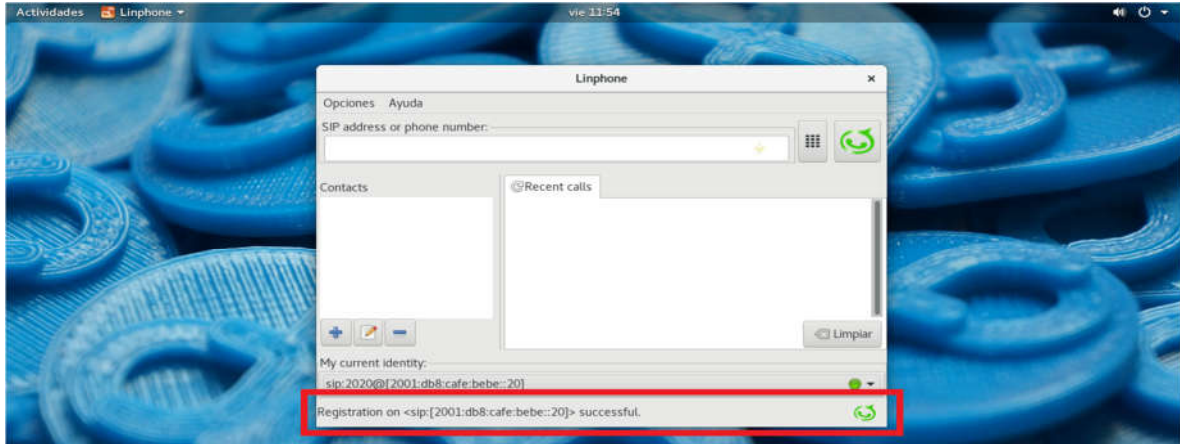 Actividades Linphone vie 11:54
Linphone
Opciones Ayuda
SIP address or phone number:
Contacts
Recent calls
Limpiar
My current identity:
sip:2020@[2001:db8:cafe:bebe::20]
Registration on <sip:[2001:db8:cafe:bebe::20]> successful.